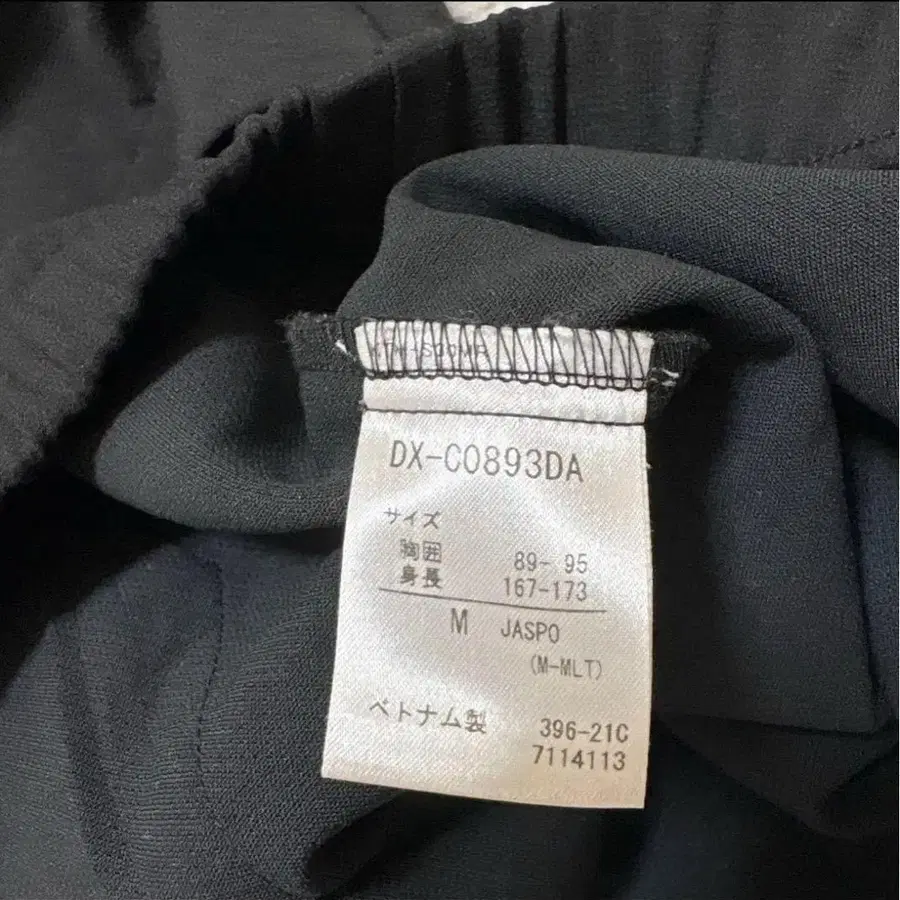 DX-C0893DA
サイズ
胸囲 89- 95
身長 167-173
M JASPO
(M-MLT)
ベトナム製 396-21C
7114113